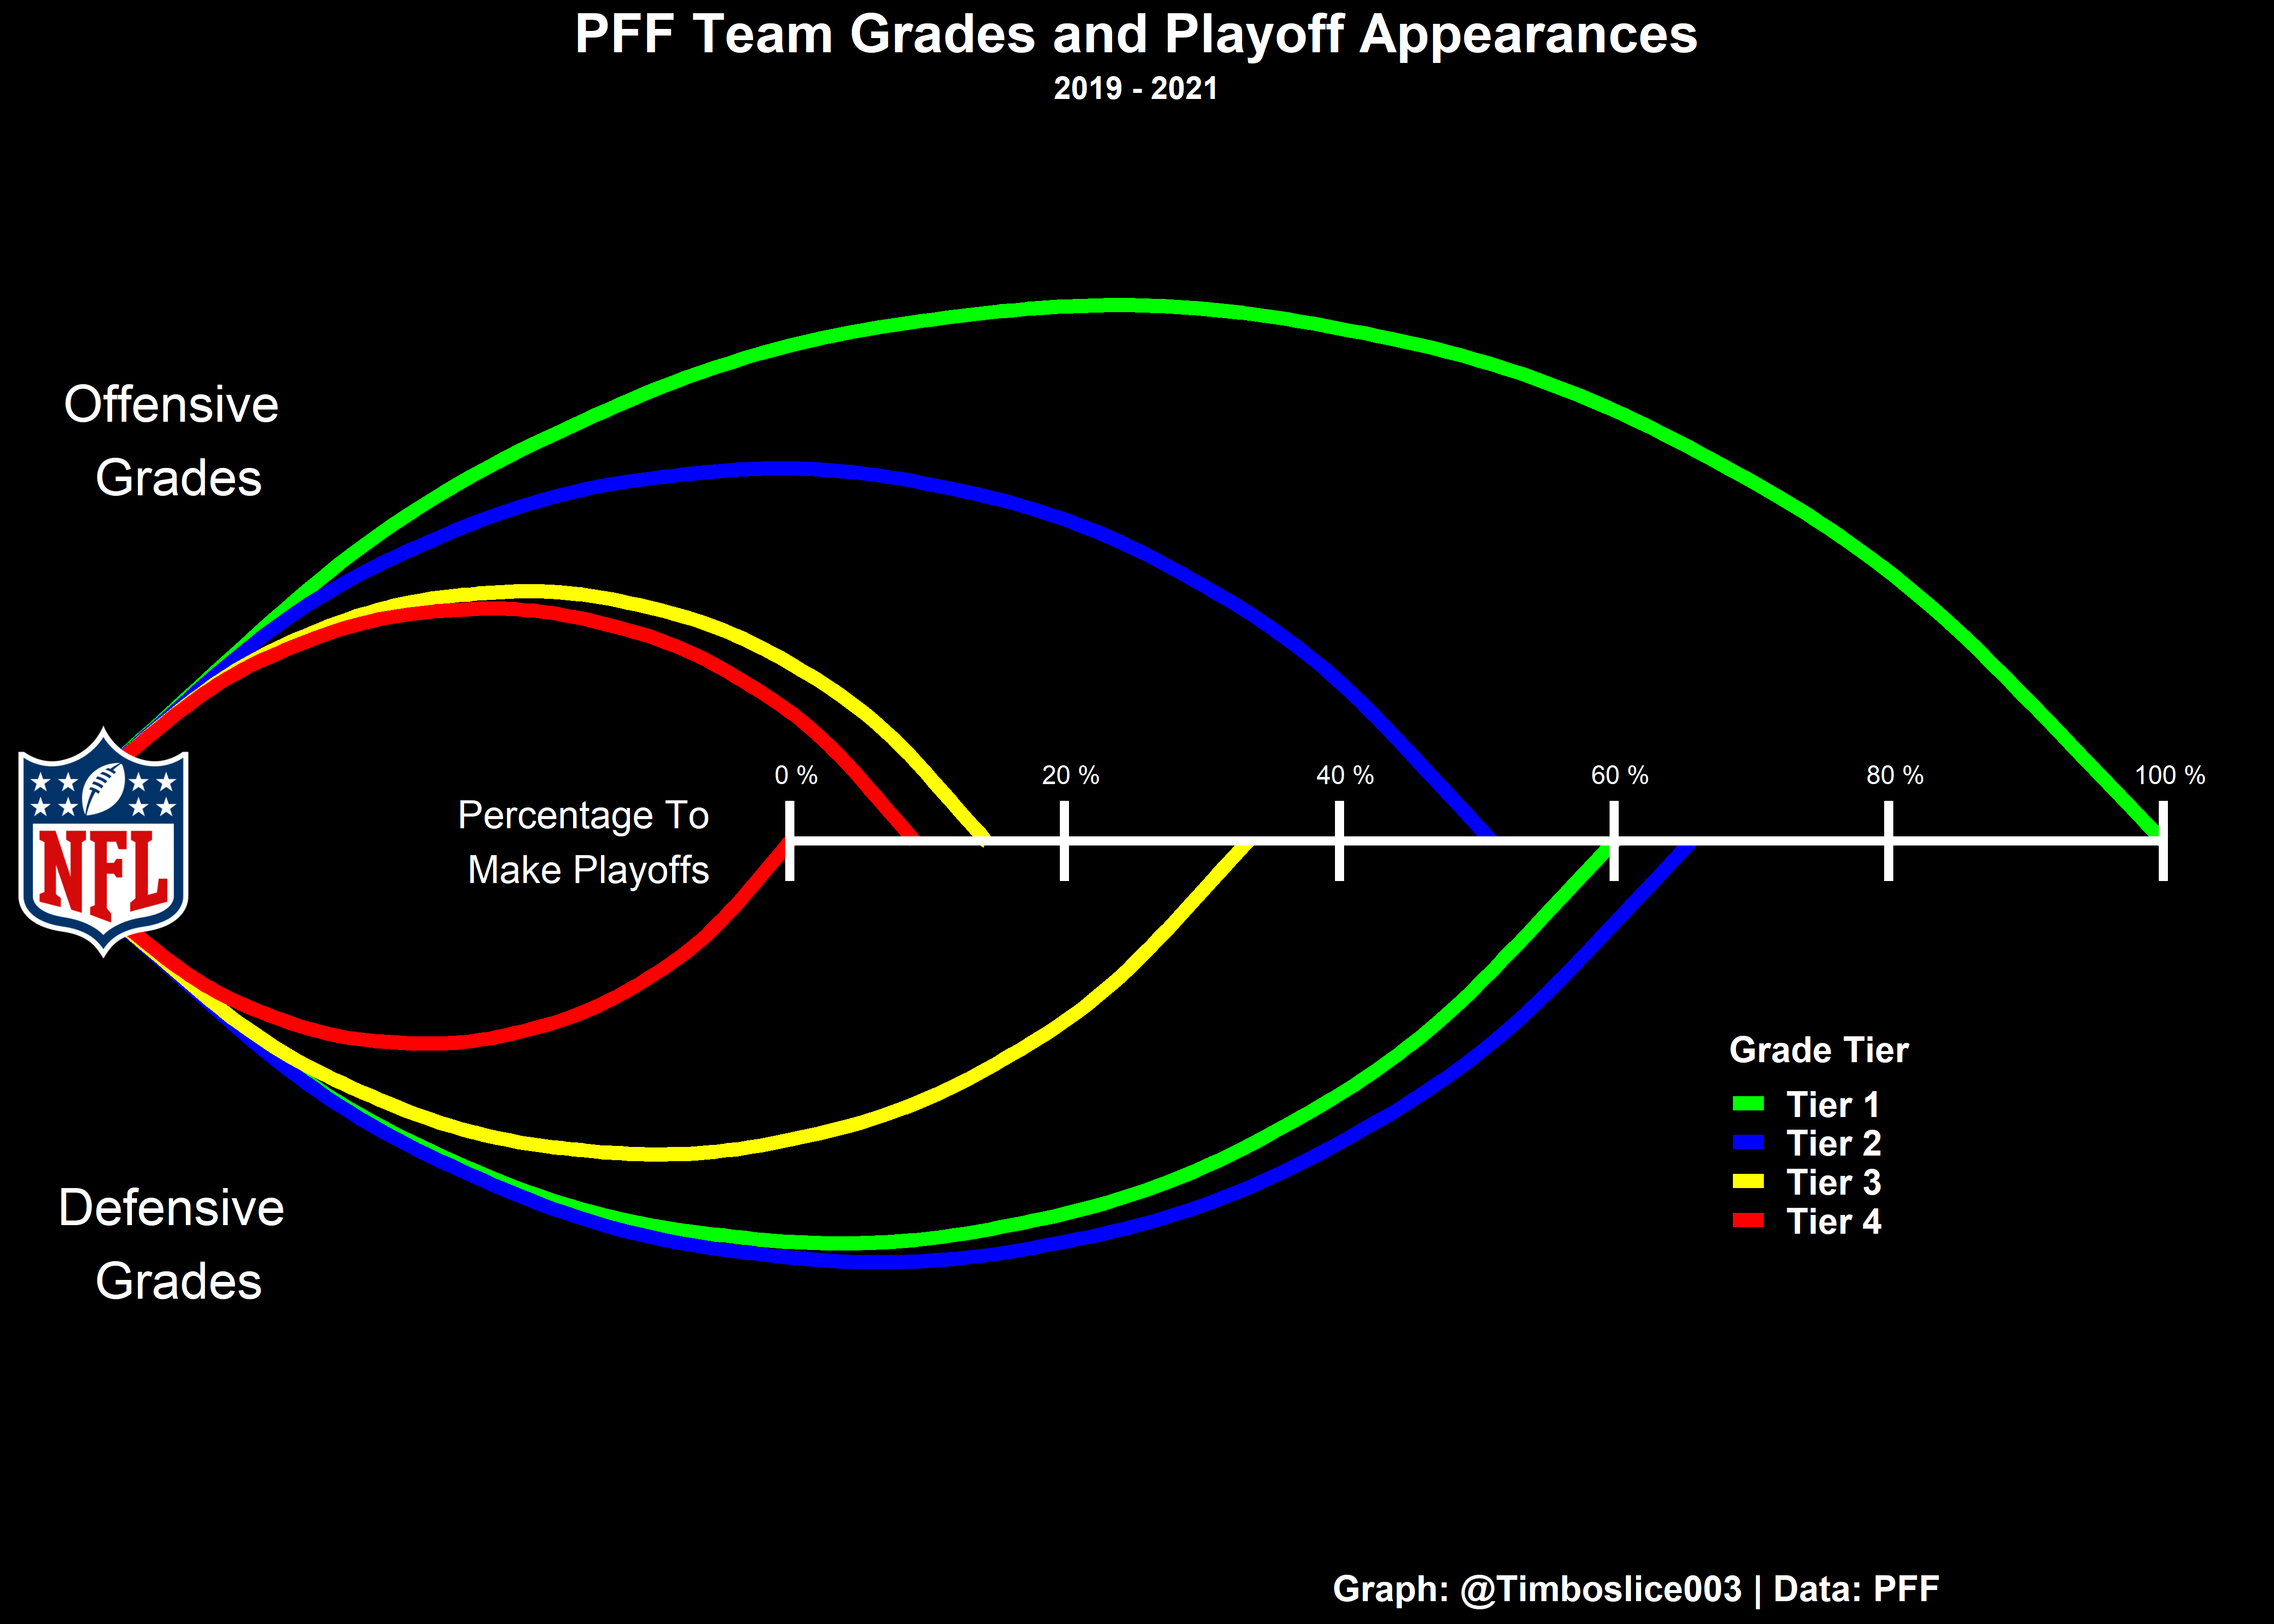 PFF Team Grades and Playoff Appearances
2019 - 2021
Offensive
Grades
0 %
20 %
40 %
60 %
80 %
100 %
Percentage To
Make Playoffs
NFL
Grade Tier
Tier 1
Tier 2
Tier 3
Tier 4
Defensive
Grades
Graph: @Timboslice003 | Data: PFF